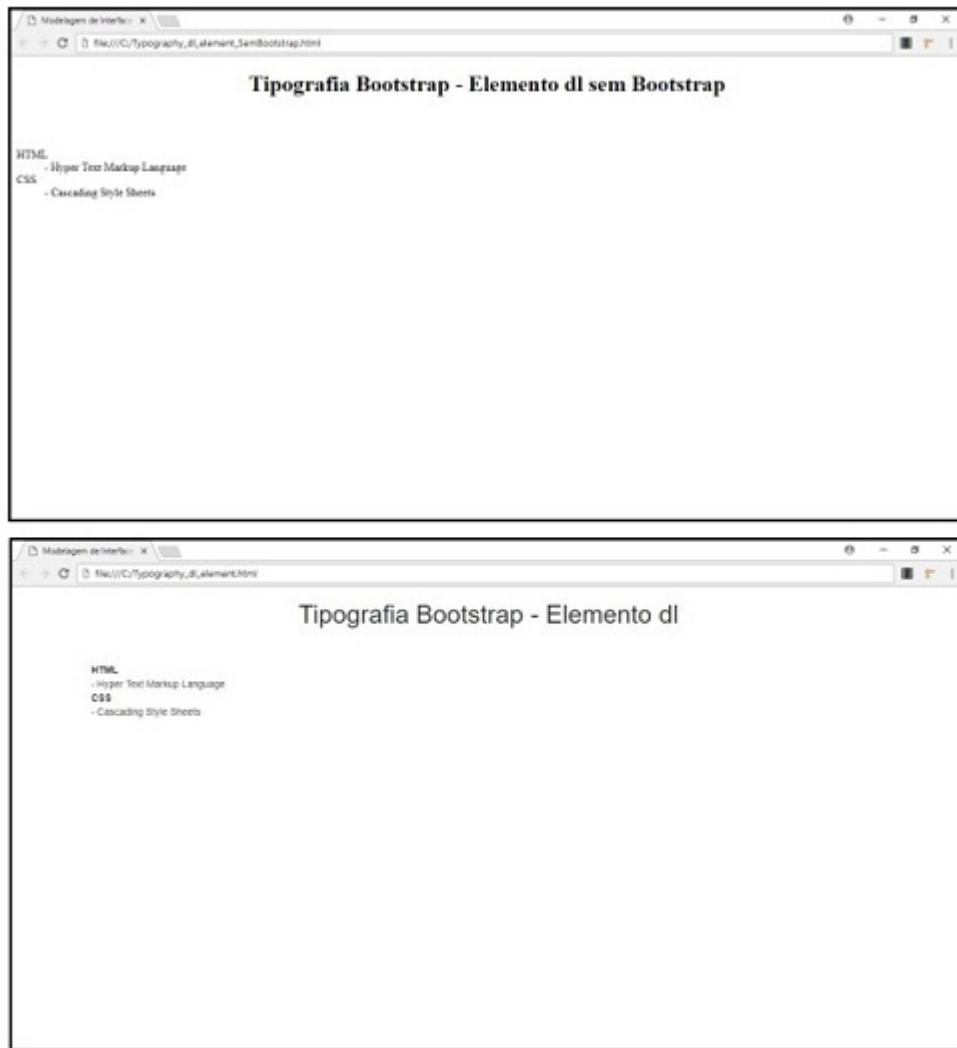 Modelagem de Interfac
file:///C:/Typography_dl_element_SemBootstrap.html
Tipografia Bootstrap - Elemento dl sem Bootstrap
HTML
- Hyper Text Markup Language
CSS
- Cascading Style Sheets
Modelagem de Interfac
file:///C:/Typography_dl_element.html
Tipografia Bootstrap - Elemento dl
HTML
- Hyper Text Markup Language
CSS
- Cascading Style Sheets